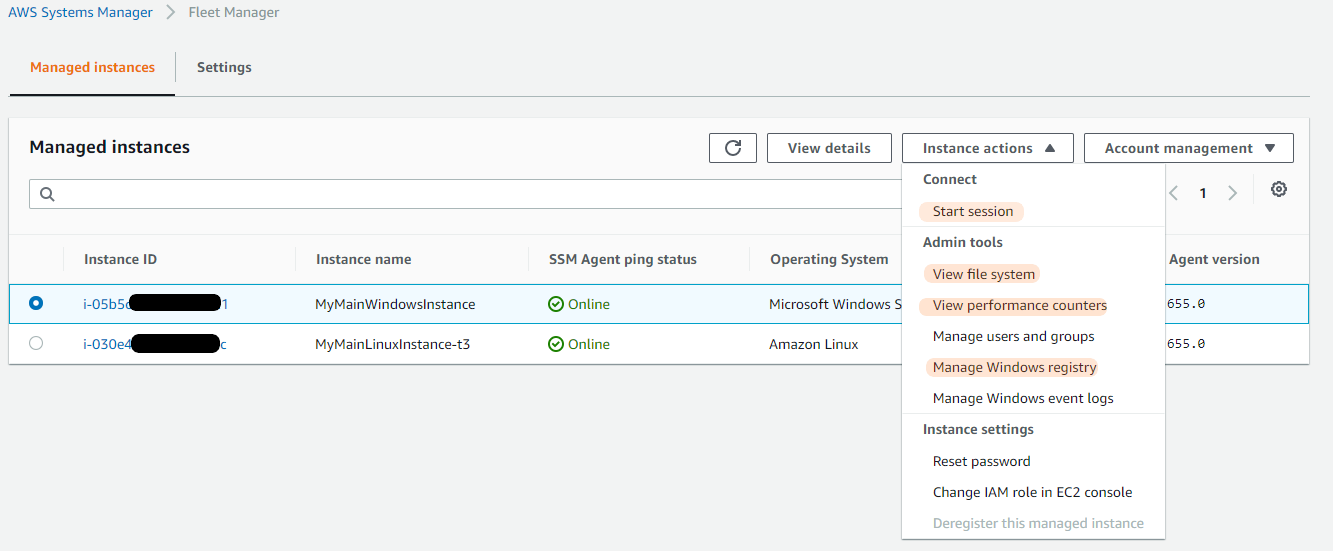 AWS Systems Manager > Fleet Manager
Managed instances Settings
Managed instances View details Instance actions Account management
Connect
1
Start session
Admin tools
Instance ID Instance name SSM Agent ping status Operating System Agent version
View file system
i-05b5 1 MyMainWindowsInstance Online Microsoft Windows S 655.0
View performance counters
Manage users and groups
i-030e4 c MyMainLinuxInstance-t3 Online Amazon Linux 655.0
Manage Windows registry
Manage Windows event logs
Instance settings
Reset password
Change IAM role in EC2 console
Deregister this managed instance